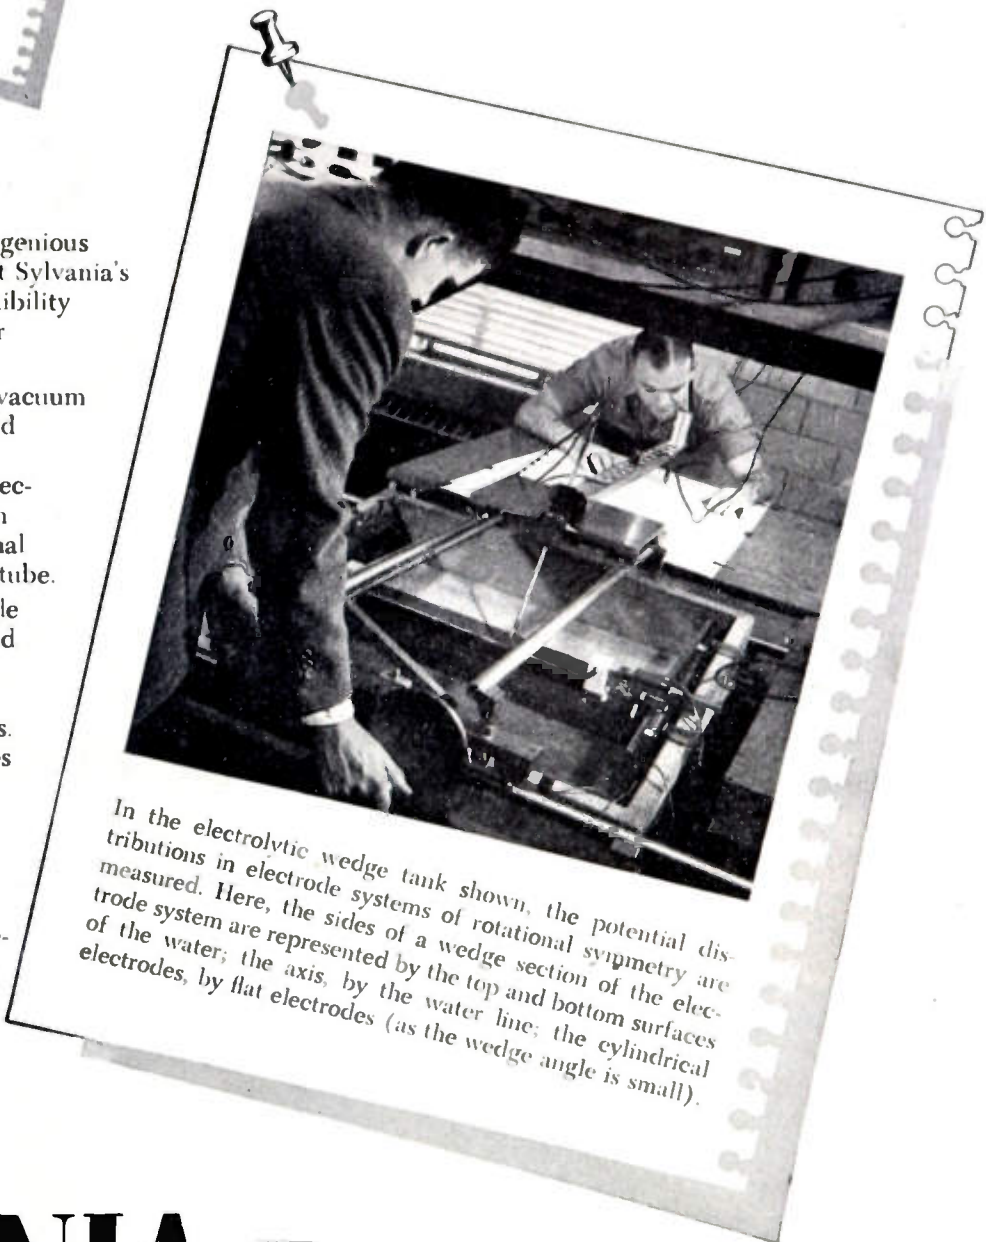 genious
t Sylvania's
ibility
r
vacuum
d
ec-
n
nal
tube.
le
d
s.
es
-
In the electrolytic wedge tank shown, the potential dis-
tributions in electrode systems of rotational symmetry are
measured. Here, the sides of a wedge section of the elec-
trode system are represented by the top and bottom surfaces
of the water; the axis, by the water line; the cylindrical
electrodes, by flat electrodes (as the wedge angle is small).
NIA